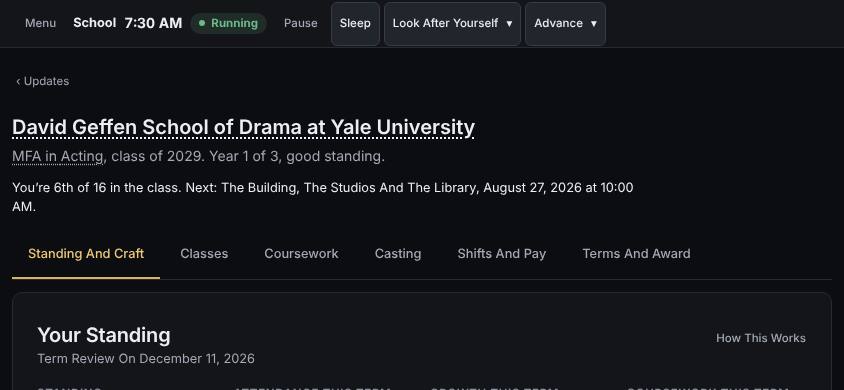 Menu School 7:30 AM Running Pause Sleep Look After Yourself ▾ Advance ▾
‹ Updates
David Geffen School of Drama at Yale University
MFA in Acting, class of 2029. Year 1 of 3, good standing.
You're 6th of 16 in the class. Next: The Building, The Studios And The Library, August 27, 2026 at 10:00
AM.
Standing And Craft Classes Coursework Casting Shifts And Pay Terms And Award
Your Standing
How This Works
Term Review On December 11, 2026